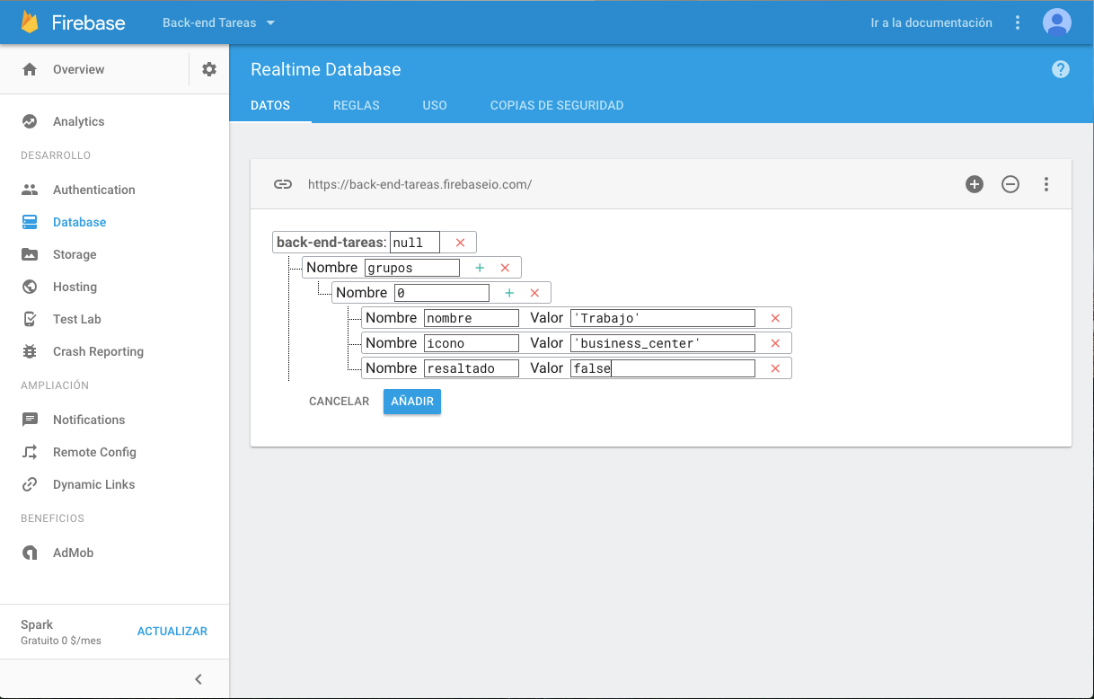 Firebase
Back-end Tareas
Ir a la documentación
Overview
Realtime Database
DATOS REGLAS USO COPIAS DE SEGURIDAD
Analytics
DESARROLLO
Authentication
Database
Storage
Hosting
Test Lab
Crash Reporting
AMPLIACIÓN
Notifications
Remote Config
Dynamic Links
BENEFICIOS
AdMob
Spark
Gratuito 0 $/mes
ACTUALIZAR
https://back-end-tareas.firebaseio.com/
back-end-tareas: null
Nombre grupos
Nombre 0
Nombre nombre Valor 'Trabajo'
Nombre icono Valor 'business_center'
Nombre resaltado Valor false
CANCELAR AÑADIR